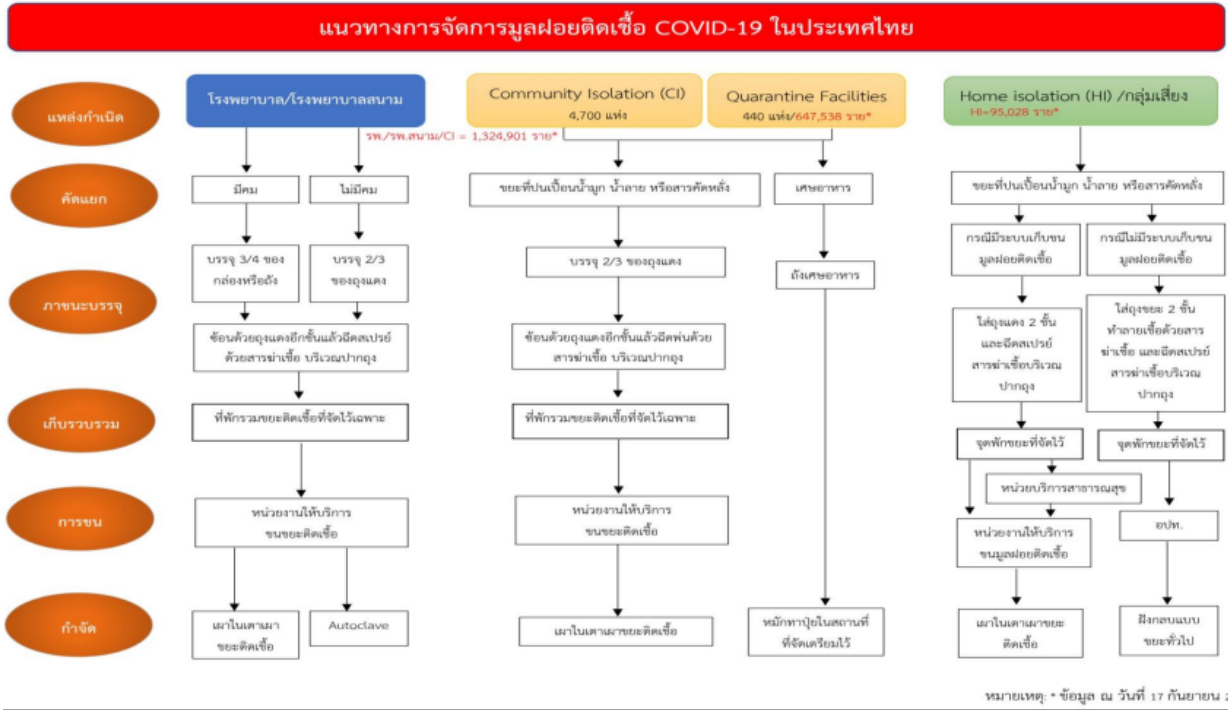 แนวทางการจัดการมูลฝอยติดเชื้อ COVID-19 ในประเทศไทย
แหล่งกำเนิด
โรงพยาบาล/โรงพยาบาลสนาม
Community Isolation (CI)
4,700 แห่ง
Quarantine Facilities
440 แห่ง/647,538 ราย*
Home isolation (HI) /กลุ่มเสี่ยง
HI=95,028 ราย*
รพ./รพ.สนาม/CI = 1,324,901 ราย*
คัดแยก
มีคม
ไม่มีคม
ขยะที่ปนเปื้อนน้ำมูก น้ำลาย หรือสารคัดหลั่ง
เศษอาหาร
ขยะที่ปนเปื้อนน้ำมูก น้ำลาย หรือสารคัดหลั่ง
กรณีมีระบบเก็บขน
มูลฝอยติดเชื้อ
กรณีไม่มีระบบเก็บขน
มูลฝอยติดเชื้อ
ภาชนะบรรจุ
บรรจุ 3/4 ของ
กล่องหรือถัง
บรรจุ 2/3
ของถุงแดง
บรรจุ 2/3 ของถุงแดง
ถังเศษอาหาร
ซ้อนด้วยถุงแดงอีกชั้นแล้วฉีดสเปรย์
ด้วยสารฆ่าเชื้อ บริเวณปากถุง
ซ้อนด้วยถุงแดงอีกชั้นแล้วฉีดพ่นด้วย
สารฆ่าเชื้อ บริเวณปากถุง
ใส่ถุงแดง 2 ชั้น
และฉีดสเปรย์
สารฆ่าเชื้อบริเวณ
ปากถุง
ใส่ถุงขยะ 2 ชั้น
ทำลายเชื้อด้วยสาร
ฆ่าเชื้อ และฉีดสเปรย์
สารฆ่าเชื้อบริเวณ
ปากถุง
เก็บรวบรวม
ที่พักรวมขยะติดเชื้อที่จัดไว้เฉพาะ
ที่พักรวมขยะติดเชื้อที่จัดไว้เฉพาะ
จุดพักขยะที่จัดไว้
จุดพักขยะที่จัดไว้
หน่วยบริการสาธารณสุข
การขน
หน่วยงานให้บริการ
ขนขยะติดเชื้อ
หน่วยงานให้บริการ
ขนขยะติดเชื้อ
หน่วยงานให้บริการ
ขนมูลฝอยติดเชื้อ
อปท.
กำจัด
เผาในเตาเผา
ขยะติดเชื้อ
Autoclave
เผาในเตาเผาขยะติดเชื้อ
หมักทำปุ๋ยในสถานที่
ที่จัดเตรียมไว้
เผาในเตาเผาขยะ
ติดเชื้อ
ฝังกลบแบบ
ขยะทั่วไป
หมายเหตุ: * ข้อมูล ณ วันที่ 17 กันยายน